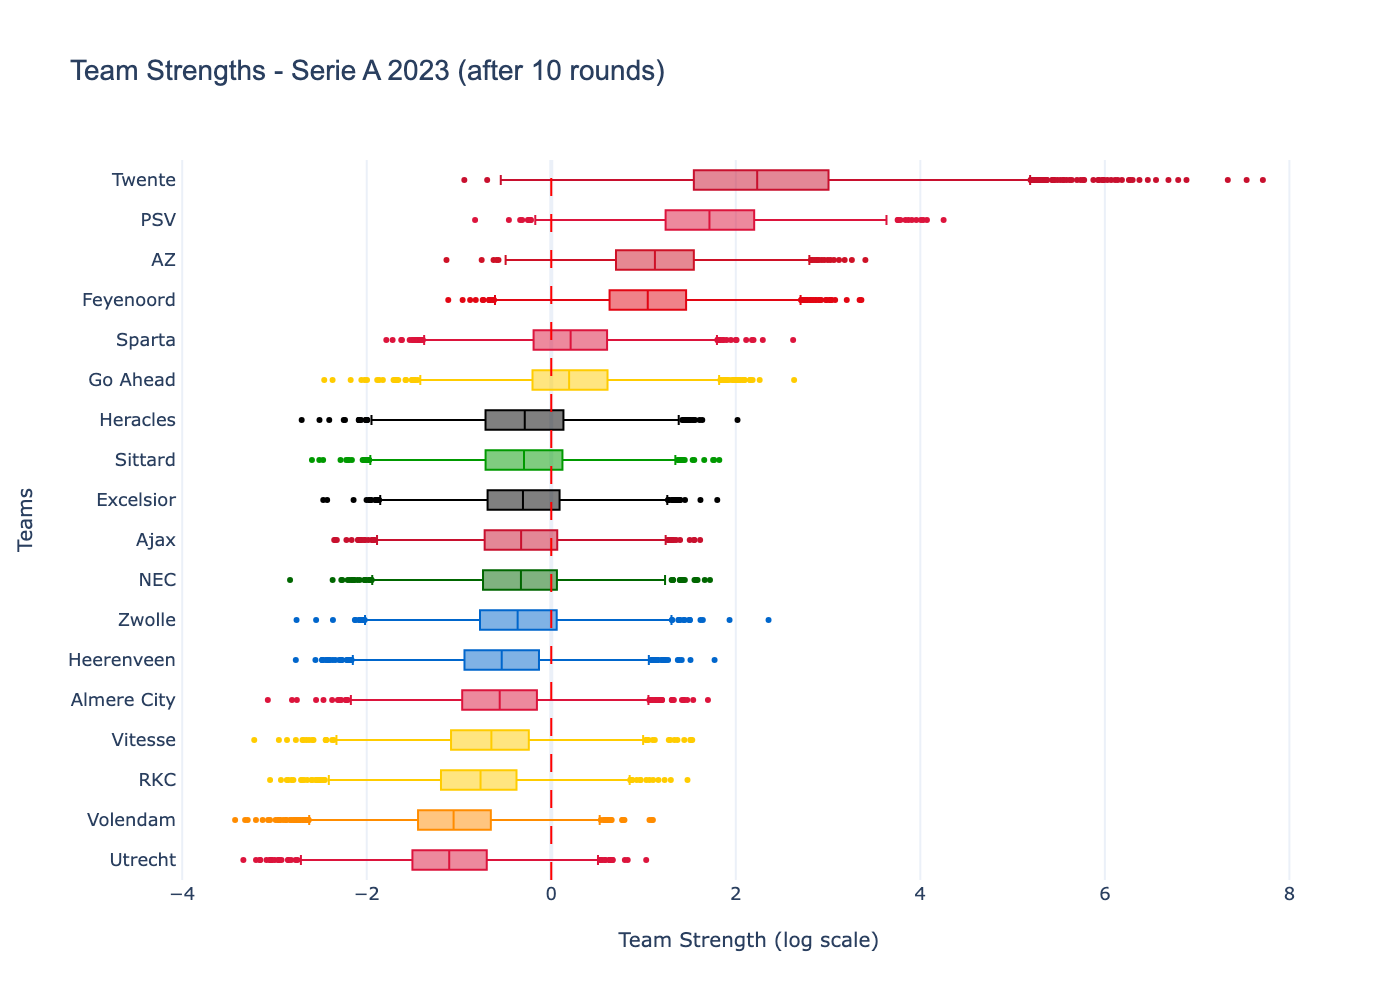 Team Strengths - Serie A 2023 (after 10 rounds)
Teams
Twente
PSV
AZ
Feyenoord
Sparta
Go Ahead
Heracles
Sittard
Excelsior
Ajax
NEC
Zwolle
Heerenveen
Almere City
Vitesse
RKC
Volendam
Utrecht
−4 −2 0 2 4 6 8
Team Strength (log scale)